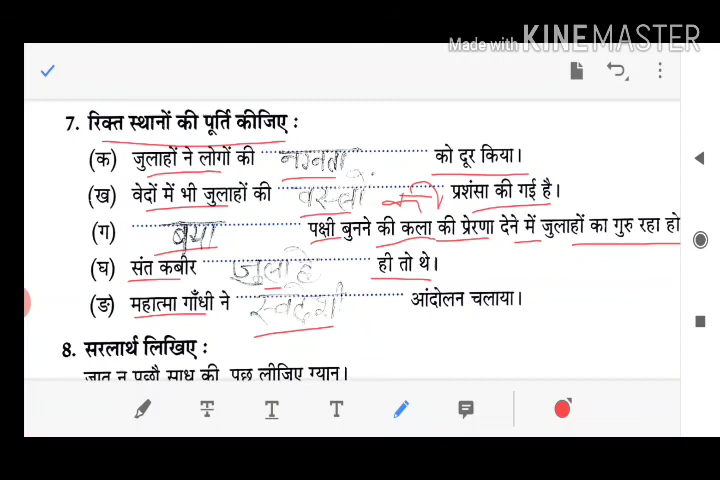 Made with KINEMASTER
7. रिक्त स्थानों की पूर्ति कीजिए :
(क) जुलाहों ने लोगों की नग्नता को दूर किया।
(ख) वेदों में भी जुलाहों की वस्त्रों की प्रशंसा की गई है।
(ग) बया पक्षी बुनने की कला की प्रेरणा देने में जुलाहों का गुरु रहा हो
(घ) संत कबीर जुलाहे ही तो थे।
(ङ) महात्मा गाँधी ने स्वदेशी आंदोलन चलाया।
8. सरलार्थ लिखिए :
जात न पूछौ साधु की, पूछ लीजिए ग्यान।